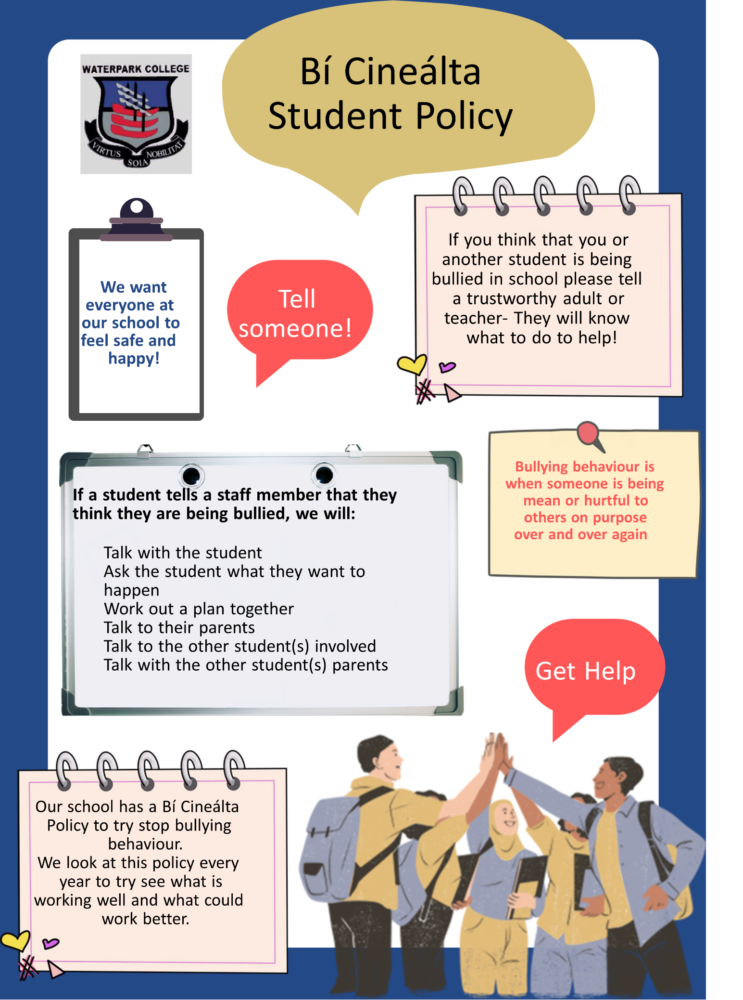 WATERPARK COLLEGE
VIRTUS
SOIA
NOBILITAT
Bí Cineálta
Student Policy
We want
everyone at
our school to
feel safe and
happy!
Tell
someone!
If you think that you or
another student is being
bullied in school please tell
a trustworthy adult or
teacher- They will know
what to do to help!
If a student tells a staff member that they
think they are being bullied, we will:
Talk with the student
Ask the student what they want to
happen
Work out a plan together
Talk to their parents
Talk to the other student(s) involved
Talk with the other student(s) parents
Bullying behaviour is
when someone is being
mean or hurtful to
others on purpose
over and over again
Get Help
Our school has a Bí Cineálta
Policy to try stop bullying
behaviour.
We look at this policy every
year to try see what is
working well and what could
work better.